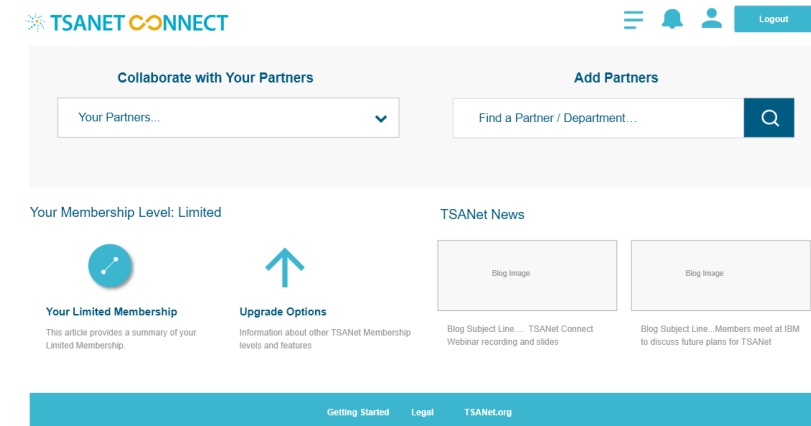 TSANET CONNECT
Logout
Collaborate with Your Partners
Your Partners...
Add Partners
Find a Partner / Department…
Your Membership Level: Limited
Your Limited Membership
This article provides a summary of your
Limited Membership.
Upgrade Options
Information about other TSANet Membership
levels and features
TSANet News
Blog Image
Blog Subject Line.... TSANet Connect
Webinar recording and slides
Blog Image
Blog Subject Line...Members meet at IBM
to discuss future plans for TSANet
Getting Started Legal TSANet.org